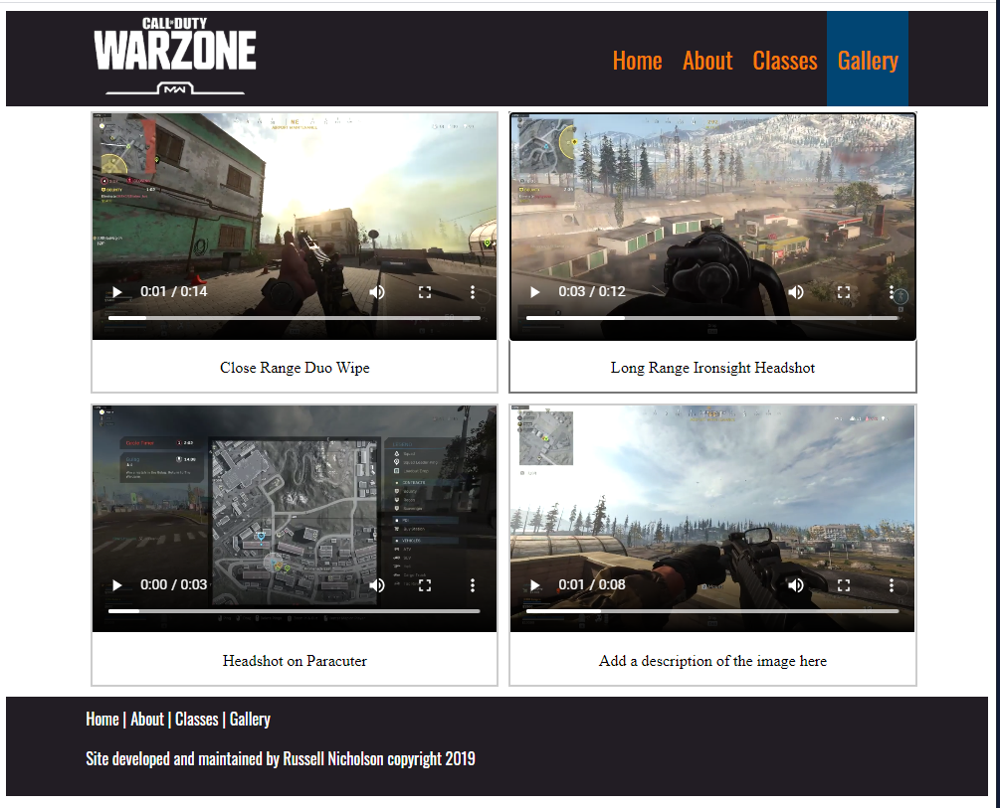 CALL OF DUTY
WARZONE
MW
Home About Classes Gallery
0:01 / 0:14
Close Range Duo Wipe
0:03 / 0:12
Long Range Ironsight Headshot
0:00 / 0:03
Headshot on Paracuter
0:01 / 0:08
Add a description of the image here
Home | About | Classes | Gallery
Site developed and maintained by Russell Nicholson copyright 2019